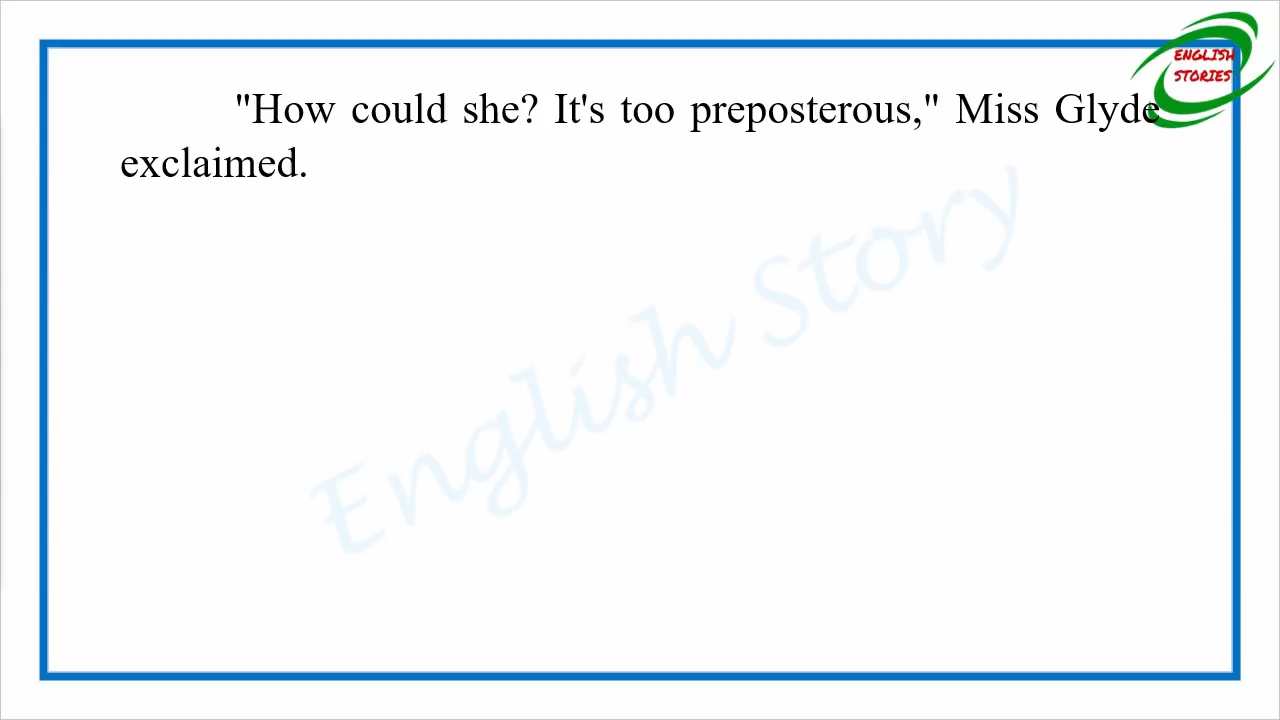 ENGLISH
STORIES
"How could she? It's too preposterous," Miss Glyde
exclaimed.
English Story